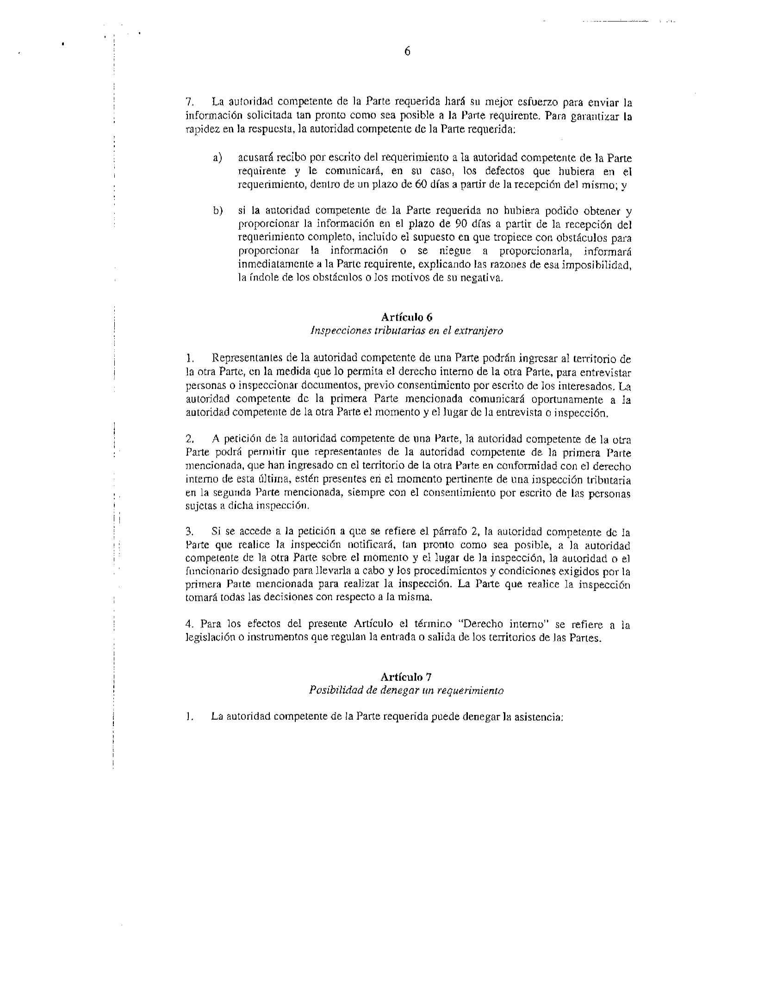 6
7. La autoridad competente de la Parte requerida hará su mejor esfuerzo para enviar la
información solicitada tan pronto como sea posible a la Parte requirente. Para garantizar la
rapidez en la respuesta, la autoridad competente de la Parte requerida:
a) acusará recibo por escrito del requerimiento a la autoridad competente de la Parte
requirente y le comunicará, en su caso, los defectos que hubiera en el
requerimiento, dentro de un plazo de 60 días a partir de la recepción del mismo; y
b) si la autoridad competente de la Parte requerida no hubiera podido obtener y
proporcionar la información en el plazo de 90 días a partir de la recepción del
requerimiento completo, incluido el supuesto en que tropiece con obstáculos para
proporcionar la información o se niegue a proporcionarla, informará
inmediatamente a la Parte requirente, explicando las razones de esa imposibilidad,
la índole de los obstáculos o los motivos de su negativa.
Artículo 6
Inspecciones tributarias en el extranjero
1. Representantes de la autoridad competente de una Parte podrán ingresar al territorio de
la otra Parte, en la medida que lo permita el derecho interno de la otra Parte, para entrevistar
personas o inspeccionar documentos, previo consentimiento por escrito de los interesados. La
autoridad competente de la primera Parte mencionada comunicará oportunamente a la
autoridad competente de la otra Parte el momento y el lugar de la entrevista o inspección.
2. A petición de la autoridad competente de una Parte, la autoridad competente de la otra
Parte podrá permitir que representantes de la autoridad competente de la primera Parte
mencionada, que han ingresado en el territorio de la otra Parte en conformidad con el derecho
interno de esta última, estén presentes en el momento pertinente de una inspección tributaria
en la segunda Parte mencionada, siempre con el consentimiento por escrito de las personas
sujetas a dicha inspección.
3. Si se accede a la petición a que se refiere el párrafo 2, la autoridad competente de la
Parte que realice la inspección notificará, tan pronto como sea posible, a la autoridad
competente de la otra Parte sobre el momento y el lugar de la inspección, la autoridad o el
funcionario designado para llevarla a cabo y los procedimientos y condiciones exigidos por la
primera Parte mencionada para realizar la inspección. La Parte que realice la inspección
tomará todas las decisiones con respecto a la misma.
4. Para los efectos del presente Artículo el término “Derecho interno” se refiere a la
legislación o instrumentos que regulan la entrada o salida de los territorios de las Partes.
Artículo 7
Posibilidad de denegar un requerimiento
1. La autoridad competente de la Parte requerida puede denegar la asistencia: